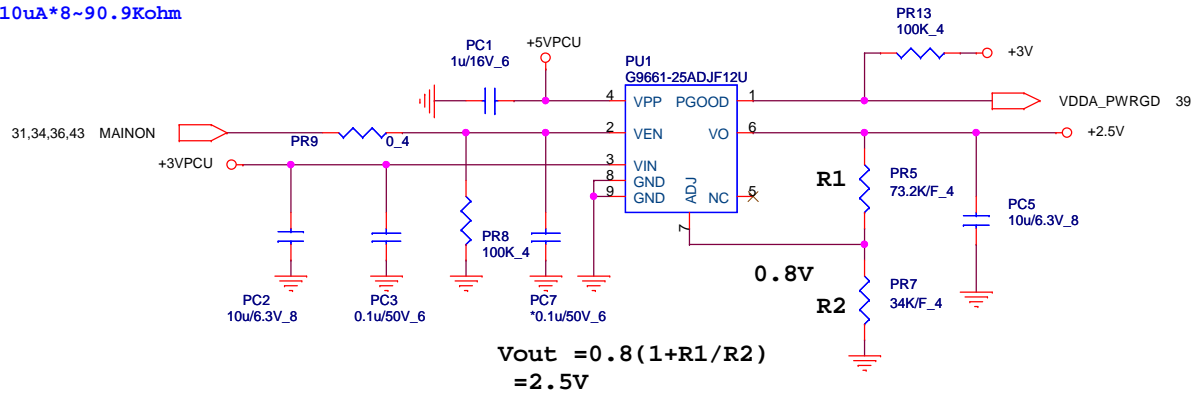 10uA*8~90.9Kohm
PR13
100K_4
+3V
PC1
1u/16V_6
+5VPCU
PU1
G9661-25ADJF12U
4 VPP PGOOD 1
VDDA_PWRGD 39
31,34,36,43 MAINON
PR9 0_4
2 VEN VO 6
+2.5V
+3VPCU
3 VIN
8 GND
9 GND
ADJ
NC 5
7
R1
PR5
73.2K/F_4
PC5
10u/6.3V_8
PR8
100K_4
0.8V
R2
PR7
34K/F_4
PC2
10u/6.3V_8
PC3
0.1u/50V_6
PC7
*0.1u/50V_6
Vout =0.8(1+R1/R2)
=2.5V